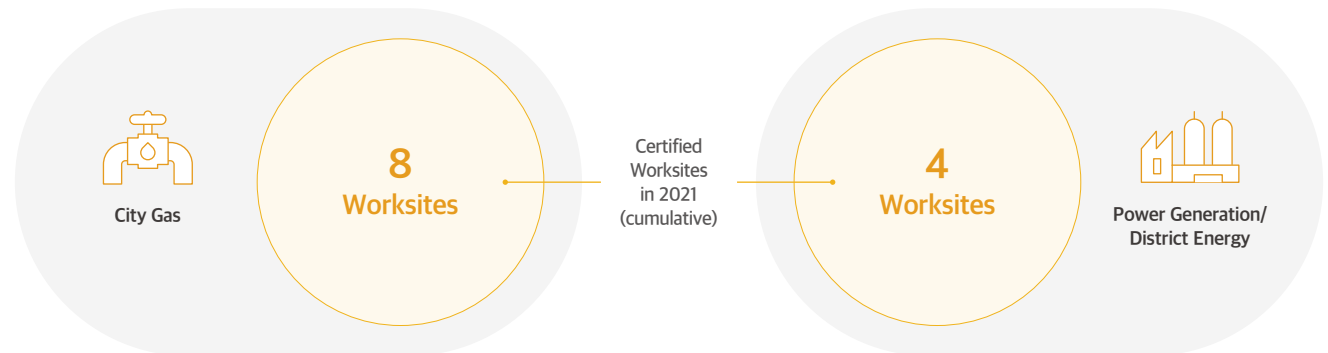 City Gas
8
Worksites
Certified
Worksites
in 2021
(cumulative)
4
Worksites
Power Generation/
District Energy